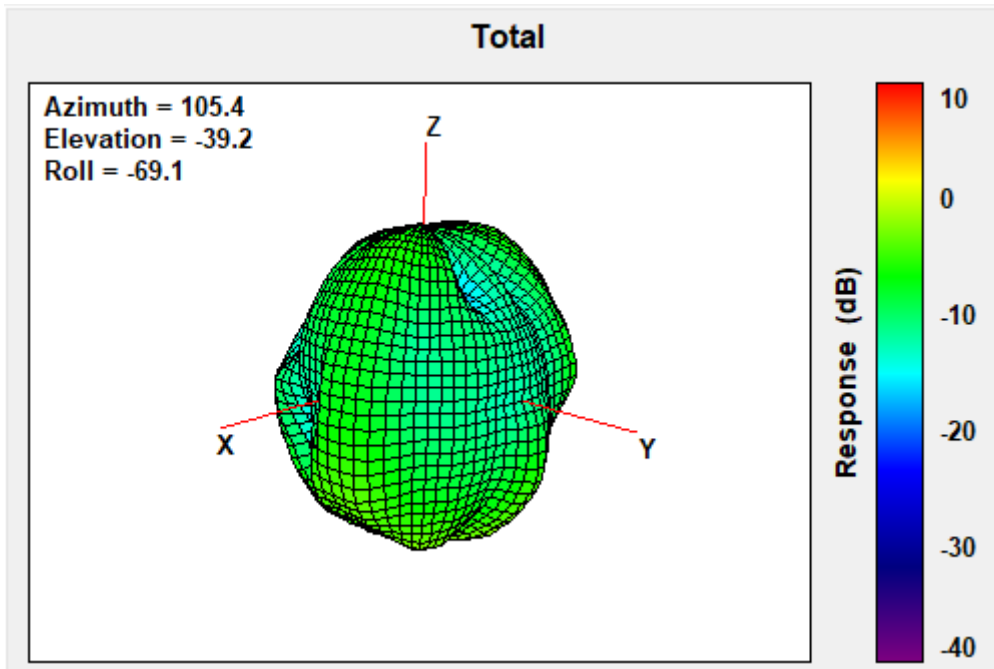 Total
Azimuth = 105.4
Elevation = -39.2
Roll = -69.1
Z
X
Y
10
0
-10
-20
-30
-40
Response (dB)